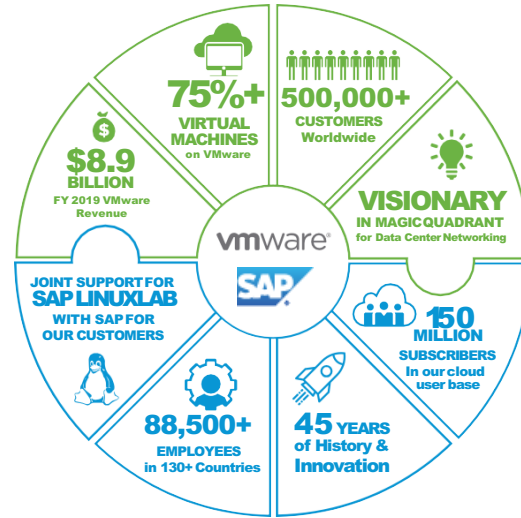 75%+
VIRTUAL
MACHINES
on VMware
500,000+
CUSTOMERS
Worldwide
$8.9
BILLION
FY 2019 VMware
Revenue
VISIONARY
IN MAGIC QUADRANT
for Data Center Networking
vmware®
SAP®
JOINT SUPPORT FOR
SAP LINUXLAB
WITH SAP FOR
OUR CUSTOMERS
150
MILLION
SUBSCRIBERS
In our cloud
user base
88,500+
EMPLOYEES
in 130+ Countries
45 YEARS
of History &
Innovation